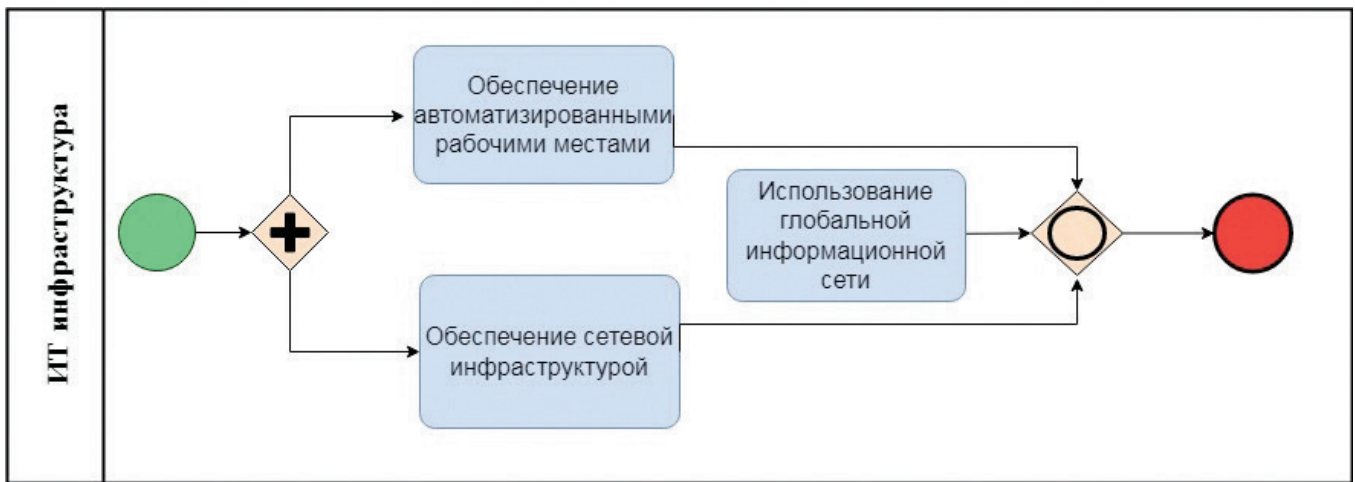 ИТ инфраструктура
Обеспечение
автоматизированными
рабочими местами
Использование
глобальной
информационной
сети
Обеспечение сетевой
инфраструктурой